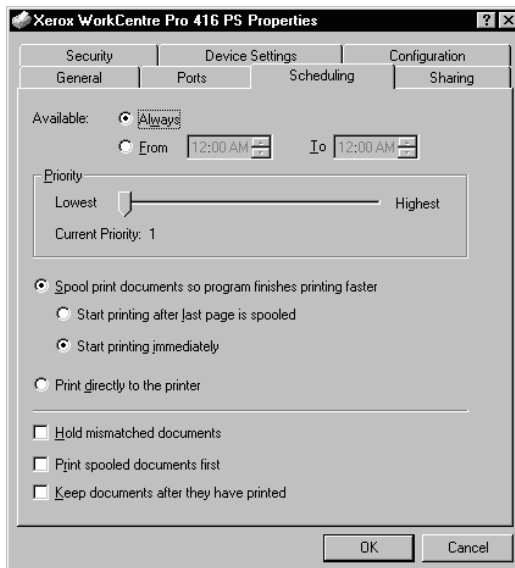 Xerox WorkCentre Pro 416 PS Properties
Security Device Settings Configuration
General Ports Scheduling Sharing
Available: Always
From 12:00 AM To 12:00 AM
Priority
Lowest Highest
Current Priority: 1
Spool print documents so program finishes printing faster
Start printing after last page is spooled
Start printing immediately
Print directly to the printer
Hold mismatched documents
Print spooled documents first
Keep documents after they have printed
OK Cancel